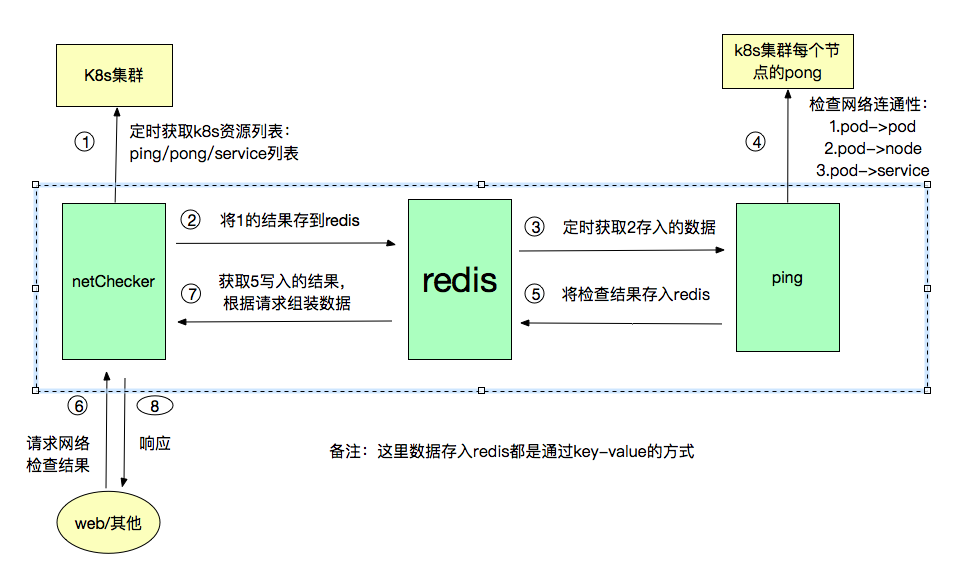 K8s集群
k8s集群每个节
点的pong
①
定时获取k8s资源列表：
ping/pong/service列表
④
检查网络连通性：
1.pod->pod
2.pod->node
3.pod->service
netChecker
②
将1的结果存到redis
redis
③
定时获取2存入的数据
ping
⑦
获取5写入的结果，
根据请求组装数据
⑤
将检查结果存入redis
⑥
⑧
请求网络
检查结果
响应
备注：这里数据存入redis都是通过key-value的方式
web/其他